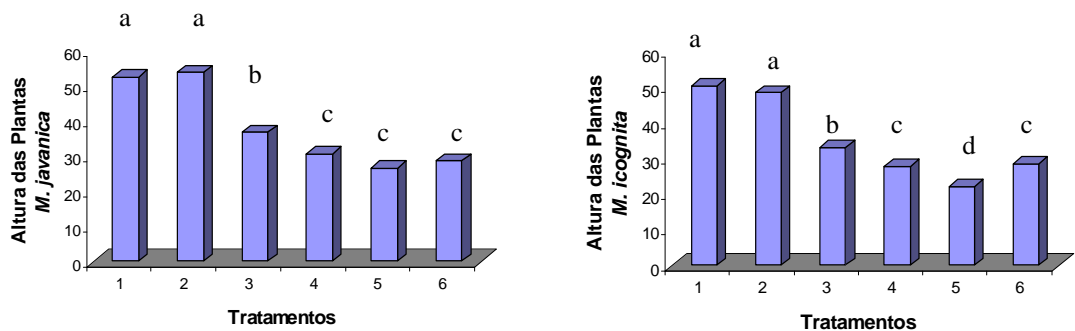 a a
b
c
c
c
60
50
40
30
20
10
0
1 2 3 4 5 6
Tratamentos
Altura das Plantas
M. javanica
a
a
b
c
d
c
60
50
40
30
20
10
0
1 2 3 4 5 6
Tratamentos
Altura das Plantas
M. icognita